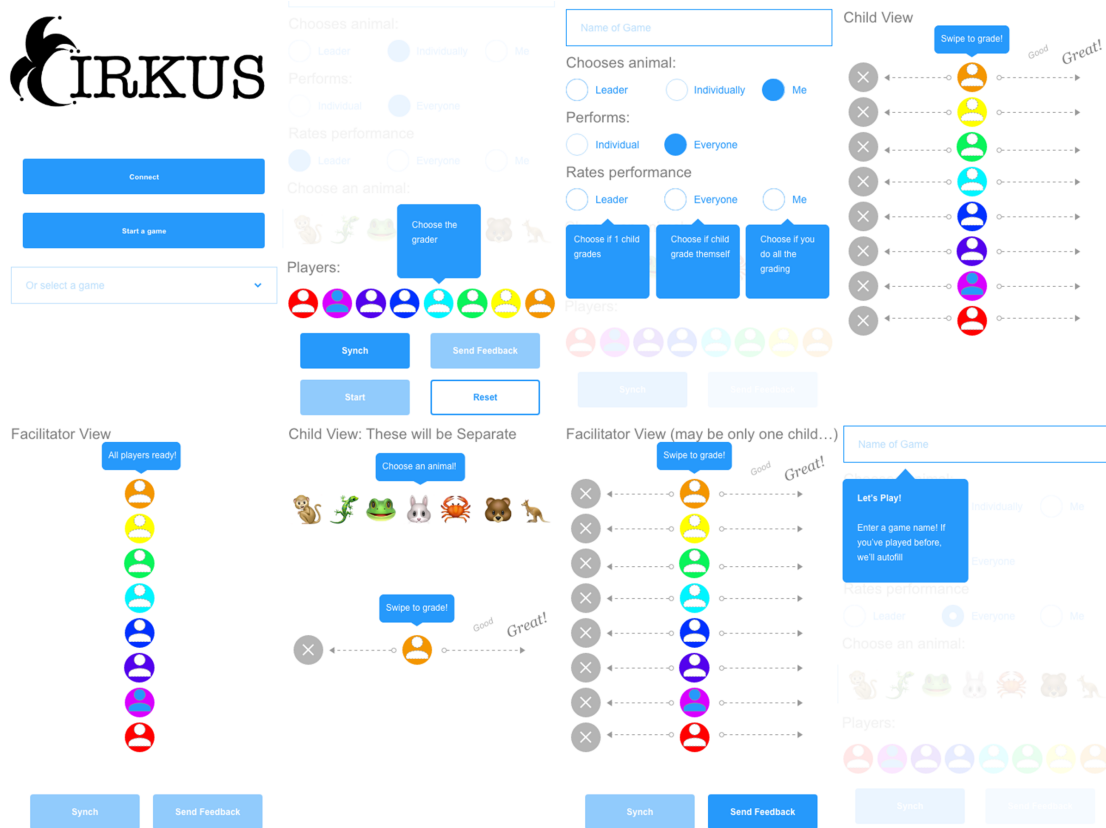 CIRKUS
Connect
Start a game
Or select a game
Chooses animal:
Leader
Individually
Me
Performs:
Individual
Everyone
Rates performance
Leader
Everyone
Me
Choose an animal:
Choose the
grader
Players:
Synch
Send Feedback
Start
Reset
Name of Game
Chooses animal:
Leader
Individually
Me
Performs:
Individual
Everyone
Rates performance
Leader
Everyone
Me
Choose if 1 child
grades
Choose if child
grade themself
Choose if you
do all the
grading
Players:
Synch
Send Feedback
Child View
Swipe to grade!
Good
Great!
Facilitator View
All players ready!
Synch
Send Feedback
Child View: These will be Separate
Choose an animal!
Swipe to grade!
Good
Great!
Facilitator View (may be only one child...)
Swipe to grade!
Good
Great!
Synch
Send Feedback
Name of Game
Let's Play!
Enter a game name! If
you've played before,
we'll autofill
Individually
Me
Everyone
Rates performance
Leader
Everyone
Me
Choose an animal:
Players:
Synch
Send Feedback